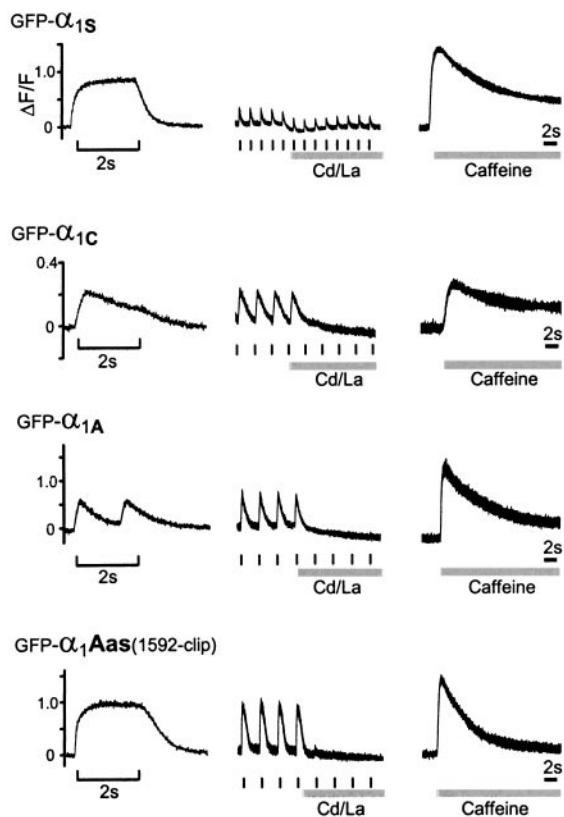 GFP-α1S
ΔF/F
1.0
0
2s
Cd/La
2s
Caffeine
GFP-α1C
0.4
0
2s
Cd/La
2s
Caffeine
GFP-α1A
1.0
0
2s
Cd/La
2s
Caffeine
GFP-α1Aas(1592-clip)
1.0
0
2s
Cd/La
2s
Caffeine